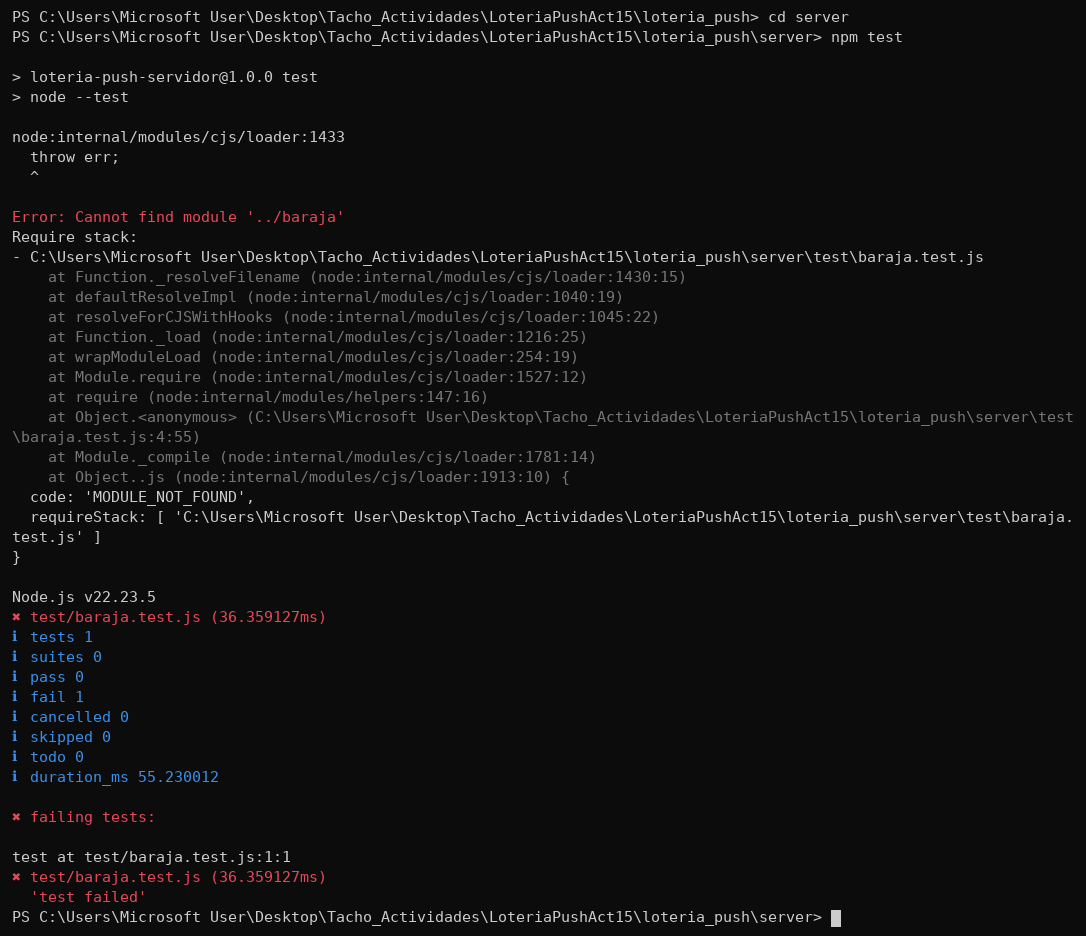 PS C:\Users\Microsoft User\Desktop\Tacho_Actividades\LoteriaPushAct15\loteria_push> cd server
PS C:\Users\Microsoft User\Desktop\Tacho_Actividades\LoteriaPushAct15\loteria_push\server> npm test
> loteria-push-servidor@1.0.0 test
> node --test
node:internal/modules/cjs/loader:1433
  throw err;
  ^
Error: Cannot find module '../baraja'
Require stack:
- C:\Users\Microsoft User\Desktop\Tacho_Actividades\LoteriaPushAct15\loteria_push\server\test\baraja.test.js
    at Function._resolveFilename (node:internal/modules/cjs/loader:1430:15)
    at defaultResolveImpl (node:internal/modules/cjs/loader:1040:19)
    at resolveForCJSWithHooks (node:internal/modules/cjs/loader:1045:22)
    at Function._load (node:internal/modules/cjs/loader:1216:25)
    at wrapModuleLoad (node:internal/modules/cjs/loader:254:19)
    at Module.require (node:internal/modules/cjs/loader:1527:12)
    at require (node:internal/modules/helpers:147:16)
    at Object.<anonymous> (C:\Users\Microsoft User\Desktop\Tacho_Actividades\LoteriaPushAct15\loteria_push\server\test
\baraja.test.js:4:55)
    at Module._compile (node:internal/modules/cjs/loader:1781:14)
    at Object..js (node:internal/modules/cjs/loader:1913:10) {
  code: 'MODULE_NOT_FOUND',
  requireStack: [ 'C:\Users\Microsoft User\Desktop\Tacho_Actividades\LoteriaPushAct15\loteria_push\server\test\baraja.
test.js' ]
}
Node.js v22.23.5
✖ test/baraja.test.js (36.359127ms)
ℹ tests 1
ℹ suites 0
ℹ pass 0
ℹ fail 1
ℹ cancelled 0
ℹ skipped 0
ℹ todo 0
ℹ duration_ms 55.230012
✖ failing tests:
test at test/baraja.test.js:1:1
✖ test/baraja.test.js (36.359127ms)
  'test failed'
PS C:\Users\Microsoft User\Desktop\Tacho_Actividades\LoteriaPushAct15\loteria_push\server>